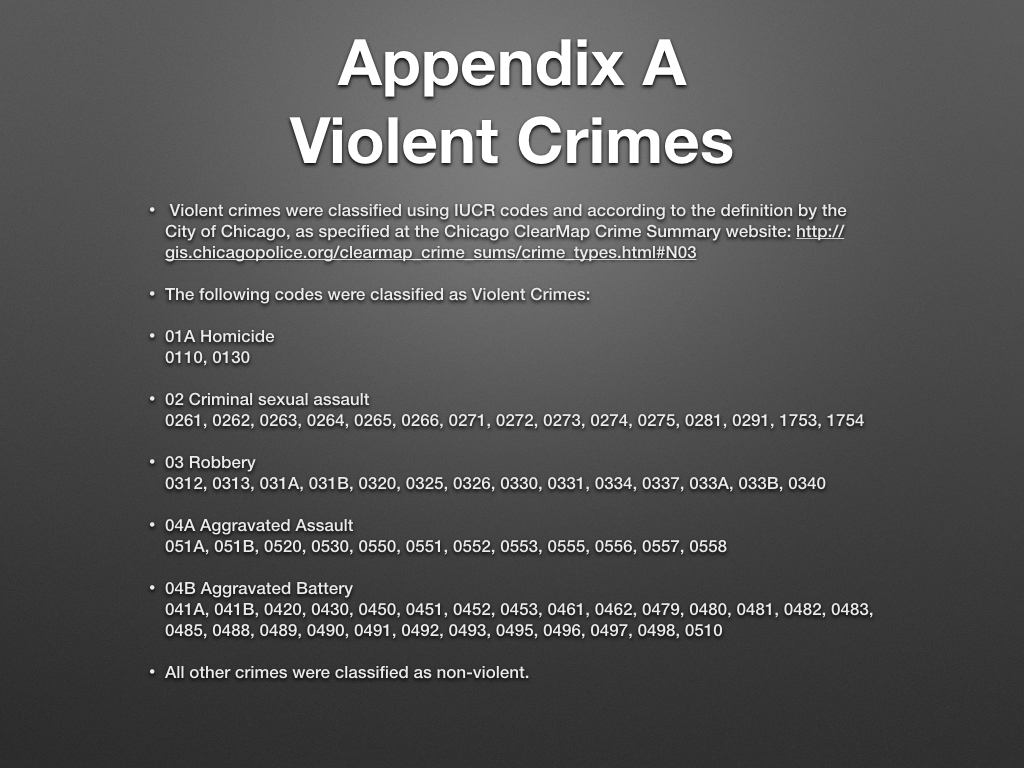 Appendix A
Violent Crimes
• Violent crimes were classified using IUCR codes and according to the definition by the
City of Chicago, as specified at the Chicago ClearMap Crime Summary website: http://
gis.chicagopolice.org/clearmap_crime_sums/crime_types.html#N03
• The following codes were classified as Violent Crimes:
• 01A Homicide
0110, 0130
• 02 Criminal sexual assault
0261, 0262, 0263, 0264, 0265, 0266, 0271, 0272, 0273, 0274, 0275, 0281, 0291, 1753, 1754
• 03 Robbery
0312, 0313, 031A, 031B, 0320, 0325, 0326, 0330, 0331, 0334, 0337, 033A, 033B, 0340
• 04A Aggravated Assault
051A, 051B, 0520, 0530, 0550, 0551, 0552, 0553, 0555, 0556, 0557, 0558
• 04B Aggravated Battery
041A, 041B, 0420, 0430, 0450, 0451, 0452, 0453, 0461, 0462, 0479, 0480, 0481, 0482, 0483,
0485, 0488, 0489, 0490, 0491, 0492, 0493, 0495, 0496, 0497, 0498, 0510
• All other crimes were classified as non-violent.